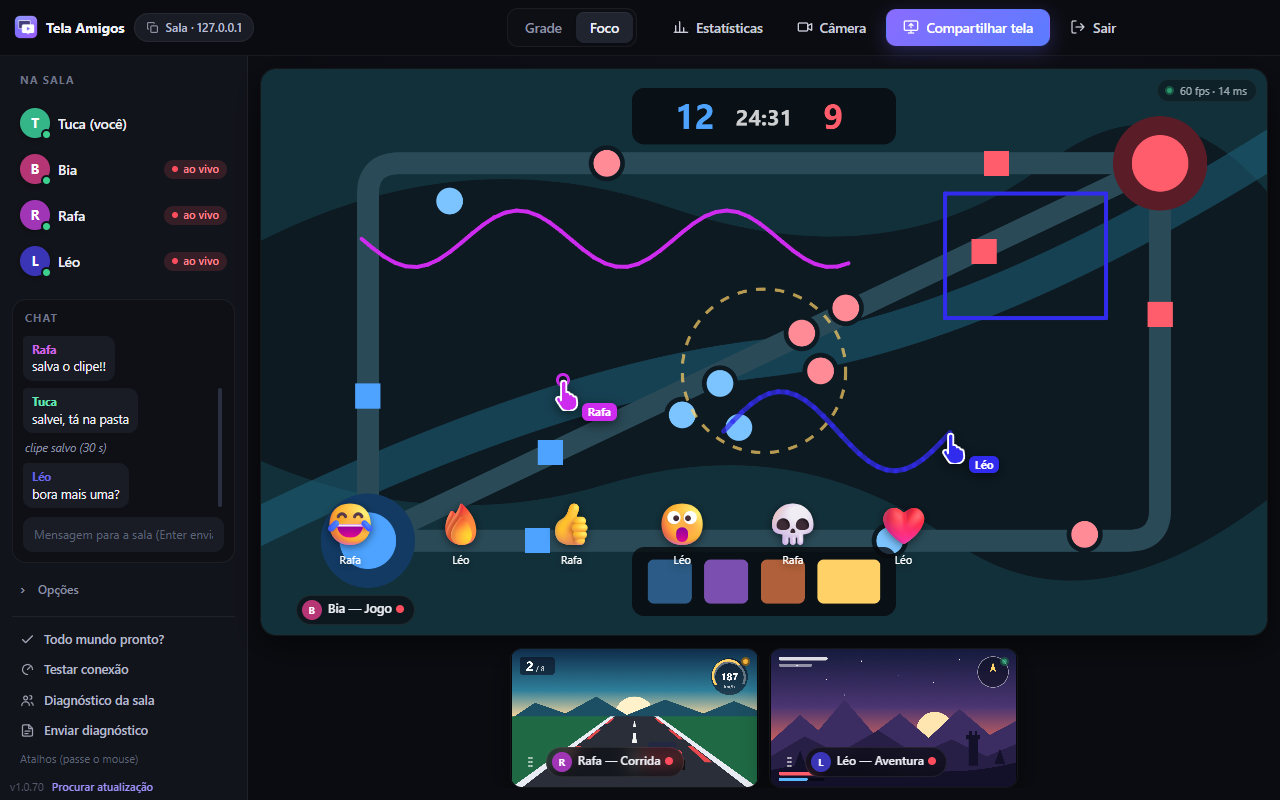 Tela Amigos
Sala · 127.0.0.1
Grade
Foco
Estatísticas
Câmera
Compartilhar tela
Sair
NA SALA
T
Tuca (você)
B
Bia
ao vivo
R
Rafa
ao vivo
L
Léo
ao vivo
CHAT
Rafa
salva o clipe!!
Tuca
salvei, tá na pasta
clipe salvo (30 s)
Léo
bora mais uma?
Mensagem para a sala (Enter envi
Opções
Todo mundo pronto?
Testar conexão
Diagnóstico da sala
Enviar diagnóstico
Atalhos (passe o mouse)
v1.0.70 Procurar atualização
12 24:31 9
60 fps · 14 ms
Rafa
Léo
Rafa
Léo
Rafa
Léo
Rafa
Léo
B Bia — Jogo
2 / 8
187
km/h
R Rafa — Corrida
L Léo — Aventura